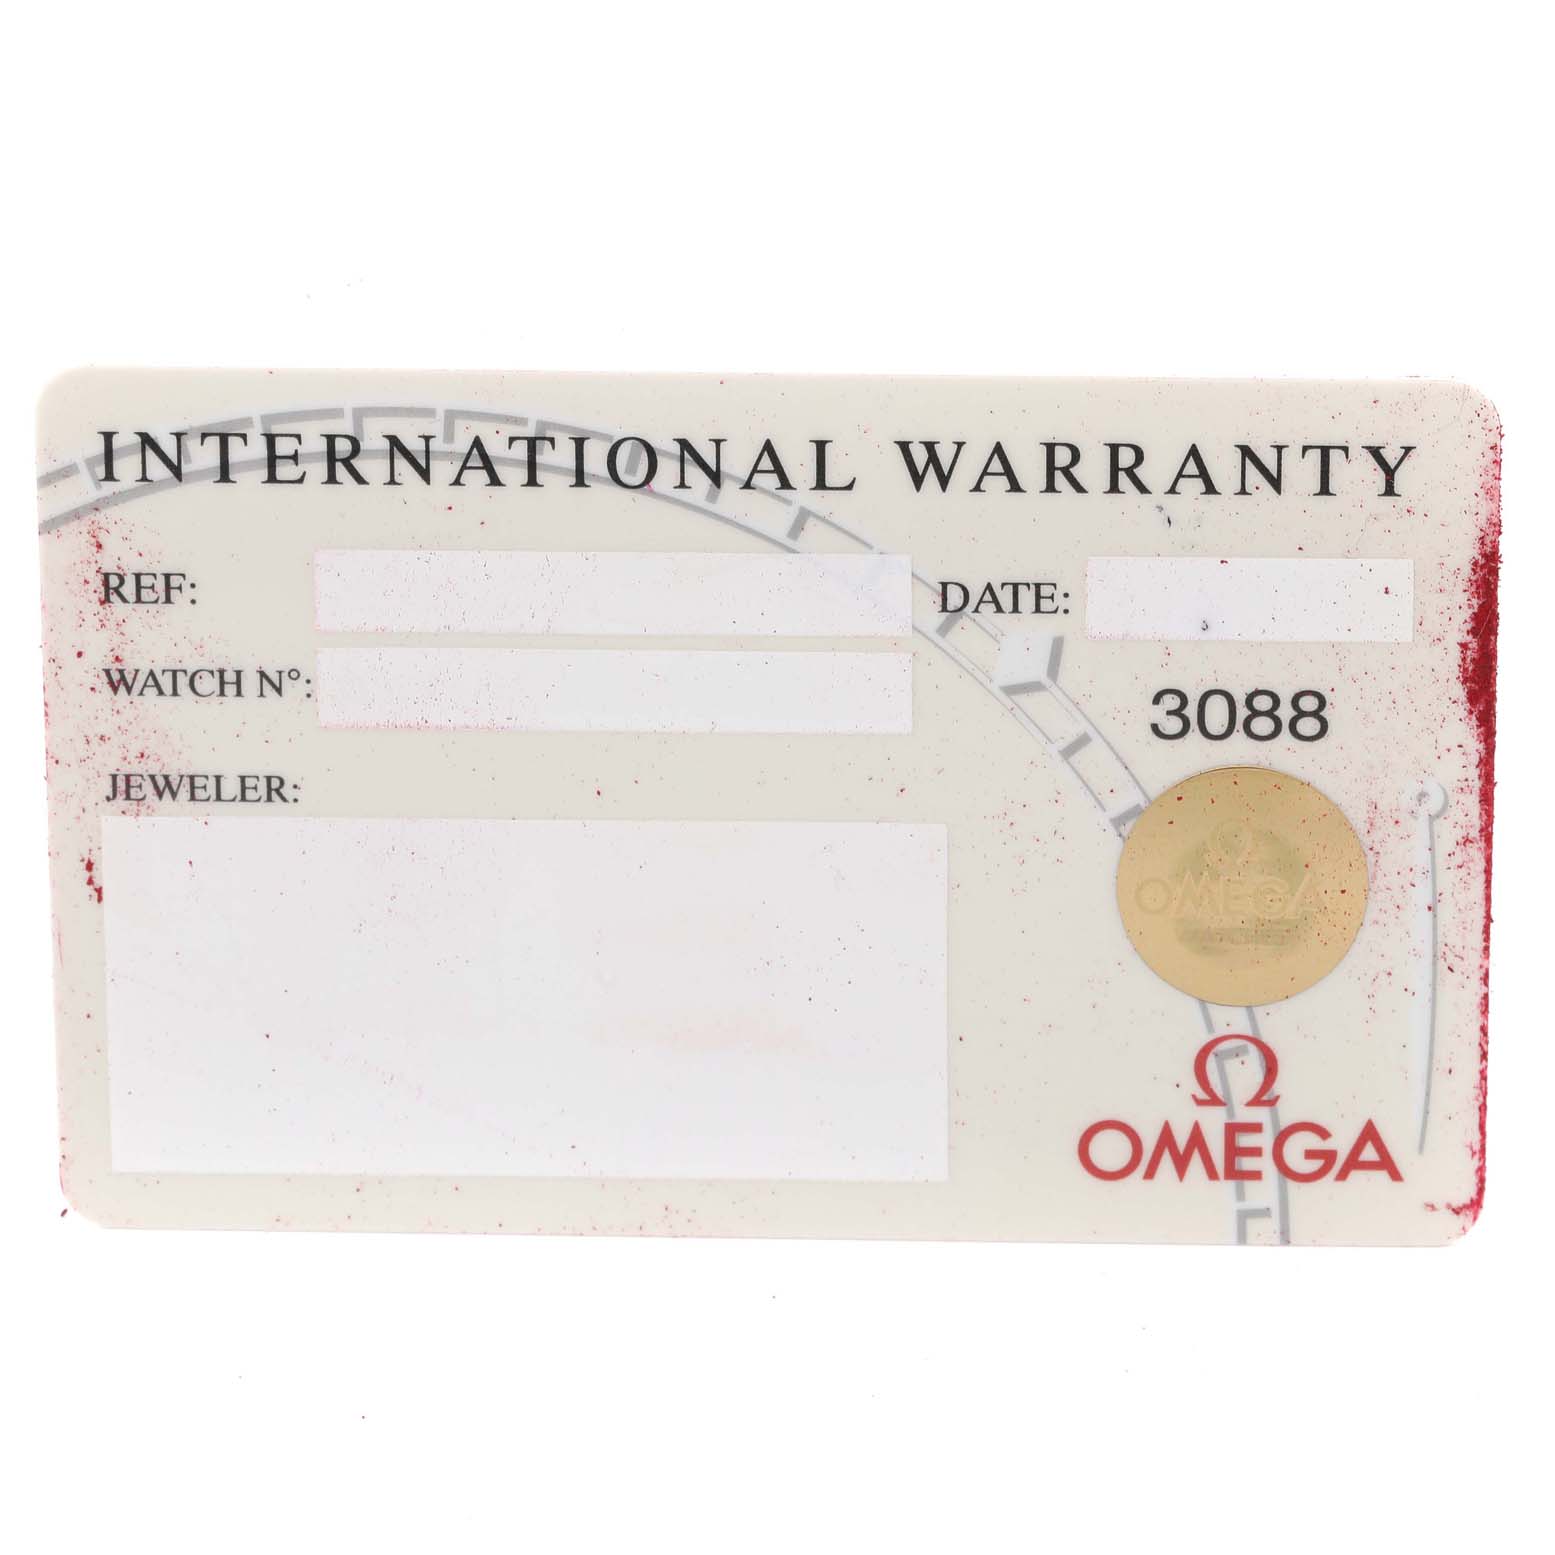 INTERNATIONAL WARRANTY
REF: DATE:
WATCH N°:
3088
JEWELER:
Ω
OMEGA
Ω
OMEGA